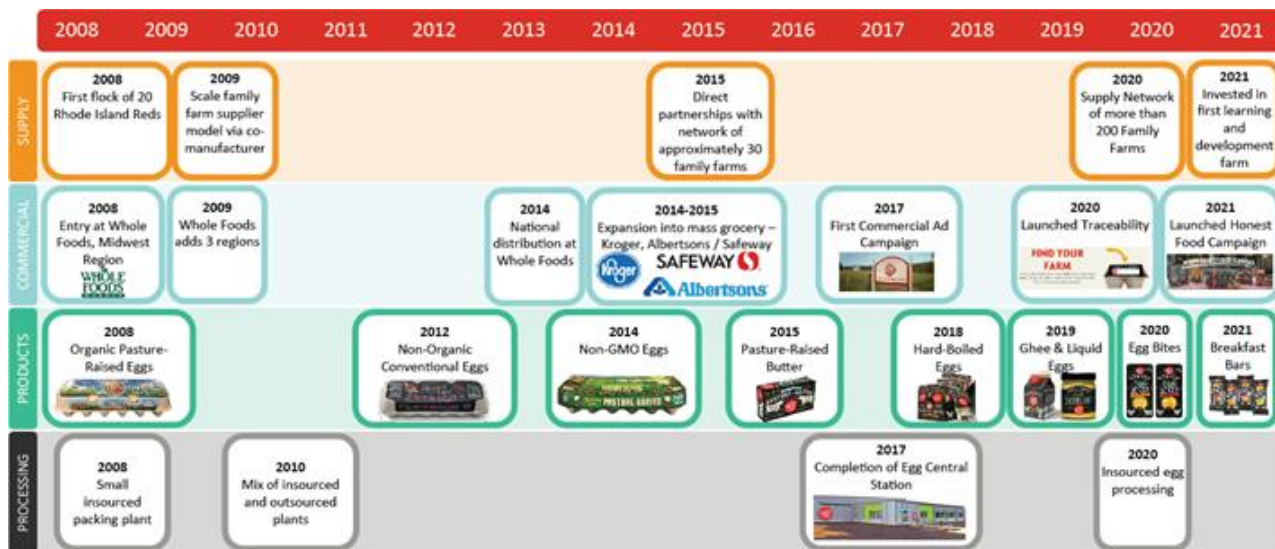 2008 2009 2010 2011 2012 2013 2014 2015 2016 2017 2018 2019 2020 2021
SUPPLY
2008
First flock of 20
Rhode Island Reds
2009
Scale family
farm supplier
model via co-
manufacturer
2015
Direct
partnerships with
network of
approximately 30
family farms
2020
Supply Network
of more than
200 Family
Farms
2021
Invested in
first learning
and
development
farm
COMMERCIAL
2008
Entry at Whole
Foods, Midwest
Region
WHOLE
FOODS
MARKET
2009
Whole Foods
adds 3 regions
2014
National
distribution at
Whole Foods
2014-2015
Expansion into mass grocery –
Kroger, Albertsons / Safeway
Kroger
SAFEWAY
Albertsons
2017
First Commercial Ad
Campaign
2020
Launched Traceability
FIND YOUR
FARM
2021
Launched Honest
Food Campaign
PRODUCTS
2008
Organic Pasture-
Raised Eggs
2012
Non-Organic
Conventional Eggs
2014
Non-GMO Eggs
PASTURE-RAISED
2015
Pasture-Raised
Butter
2018
Hard-Boiled
Eggs
2019
Ghee & Liquid
Eggs
2020
Egg Bites
2021
Breakfast
Bars
PROCESSING
2008
Small
insourced
packing plant
2010
Mix of insourced
and outsourced
plants
2017
Completion of Egg Central
Station
2020
Insourced egg
processing